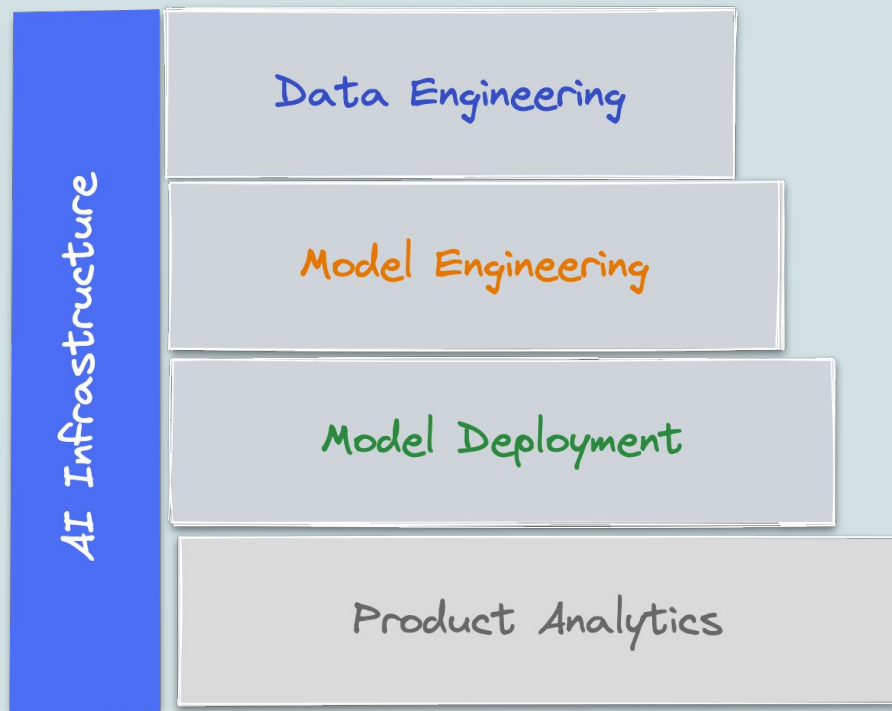 AI Infrastructure
Data Engineering
Model Engineering
Model Deployment
Product Analytics